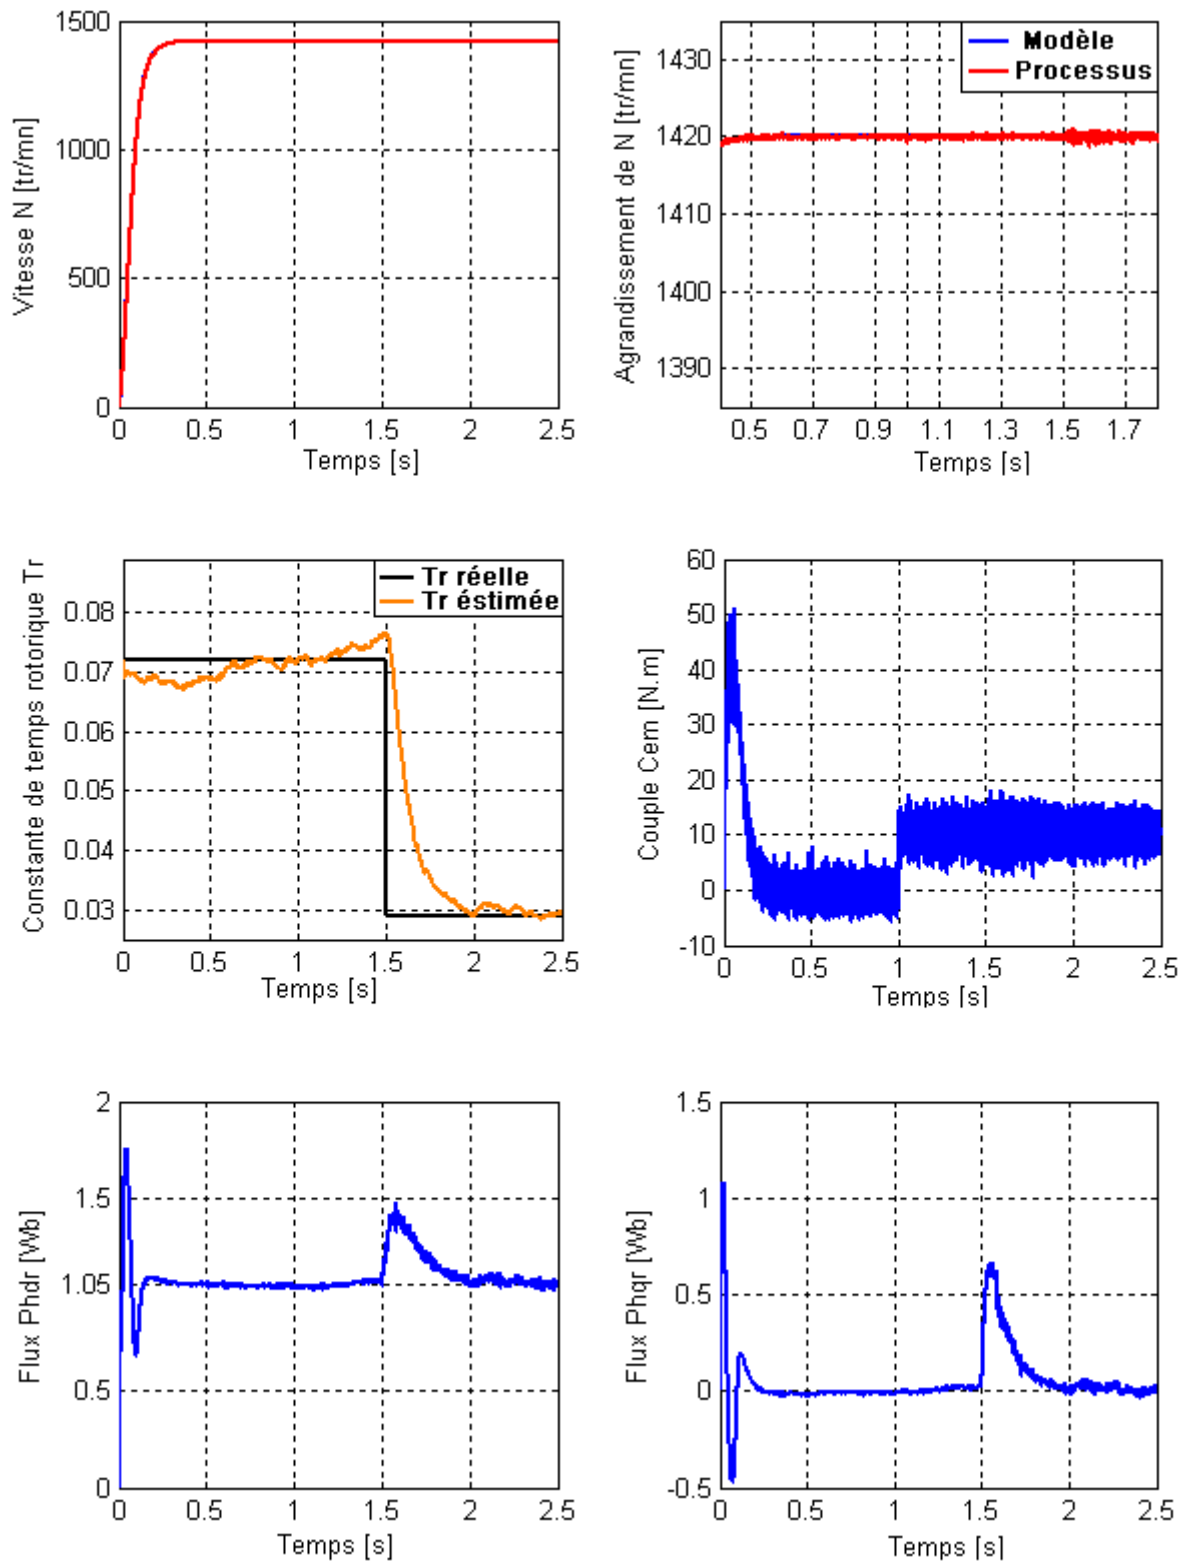 Vitesse N [tr/mn]
1500
1000
500
0
0 0.5 1 1.5 2 2.5
Temps [s]
Agrandissement de N [tr/mn]
1430
1420
1410
1400
1390
0.5 0.7 0.9 1.1 1.3 1.5 1.7
Temps [s]
Modèle
Processus
Constante de temps rotorique Tr
0.08
0.07
0.06
0.05
0.04
0.03
0 0.5 1 1.5 2 2.5
Temps [s]
Tr réelle
Tr éstimée
Couple Cem [N.m]
60
50
40
30
20
10
0
-10
0 0.5 1 1.5 2 2.5
Temps [s]
Flux Phdr [Wb]
2
1.5
1.05
0.5
0
0 0.5 1 1.5 2 2.5
Temps [s]
Flux Phqr [Wb]
1.5
1
0.5
0
-0.5
0 0.5 1 1.5 2 2.5
Temps [s]